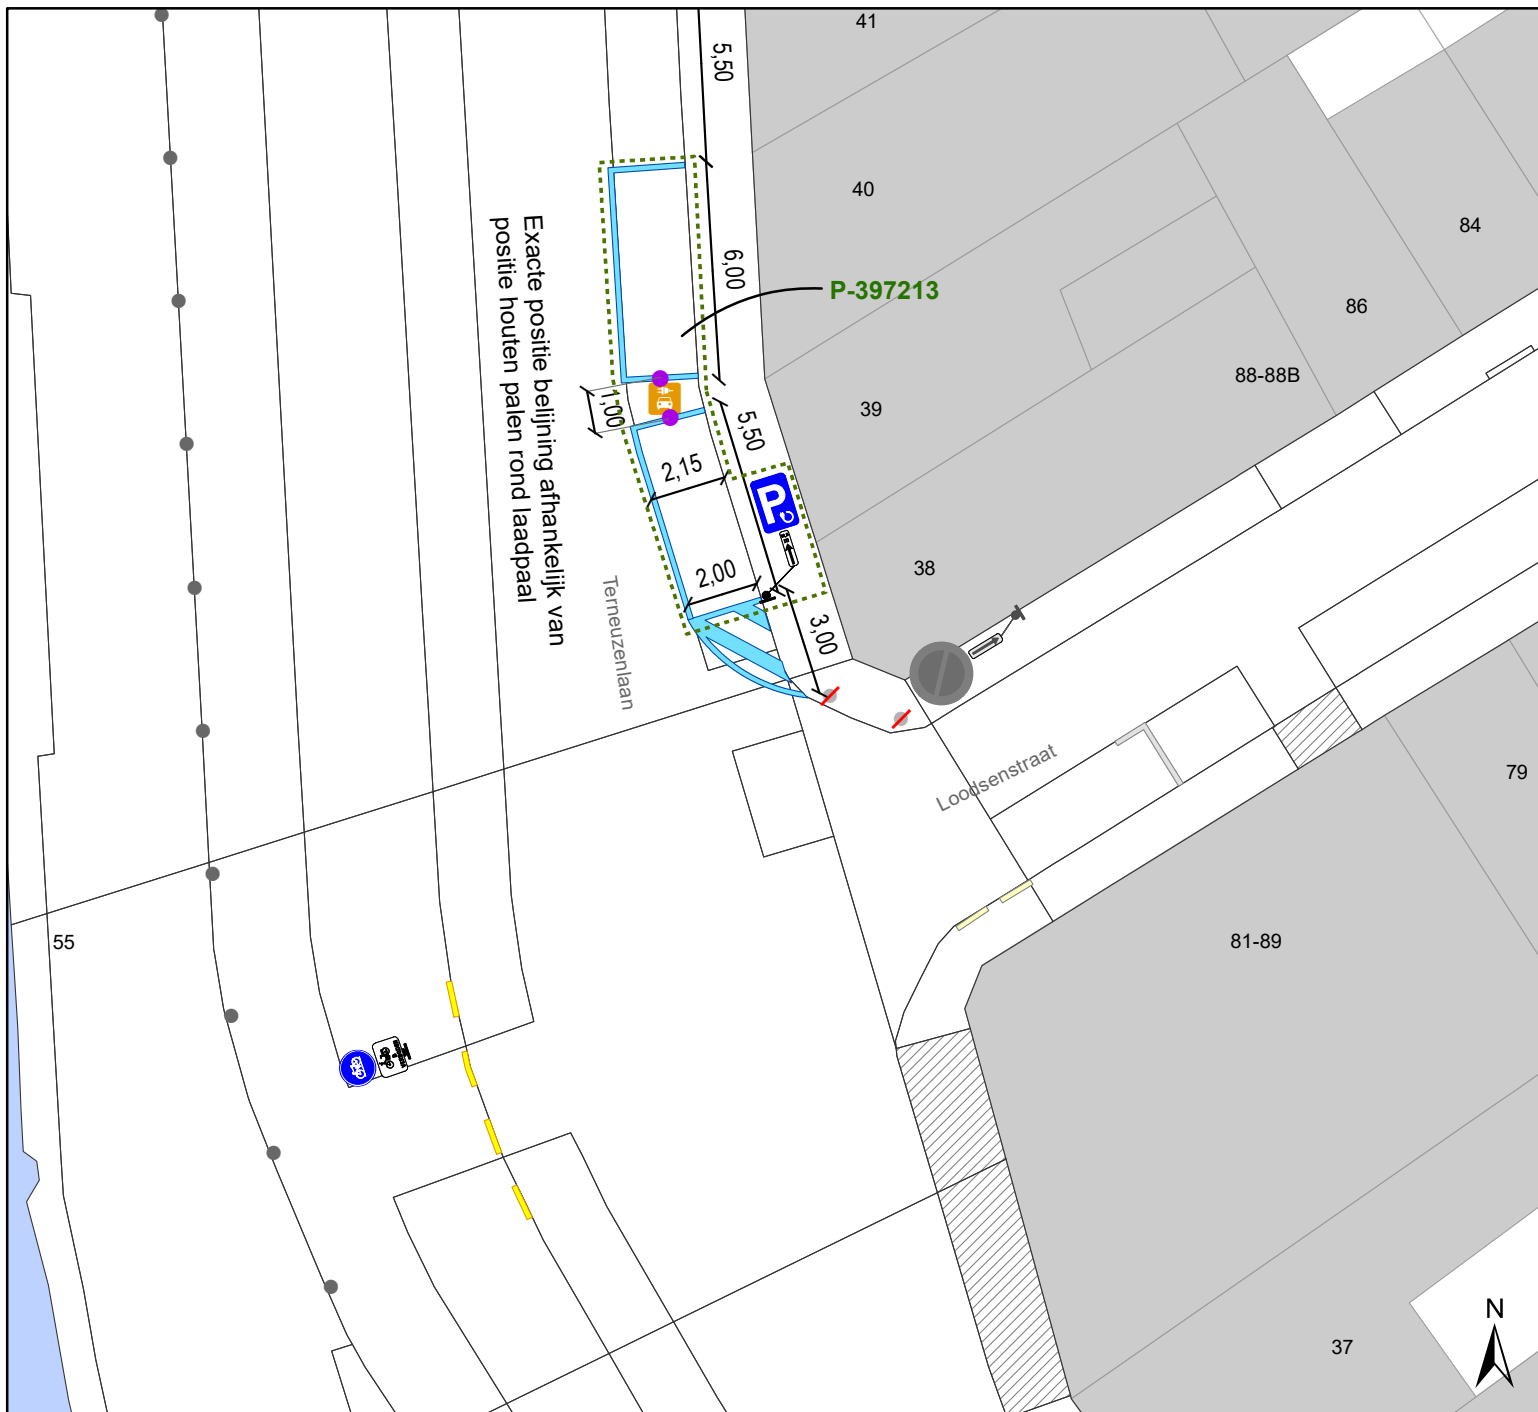 41
5,50
40
84
Exacte positie belijning afhankelijk van
positie houten palen rond laadpaal
6,00
P-397213
86
88-88B
1,00
39
5,50
2,15
P
38
2,00
Terneuzenlaan
3,00
Loodsenstraat
79
55
81-89
N
37